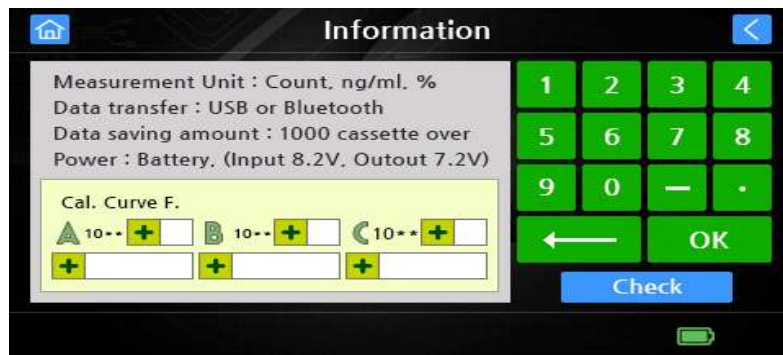 Information
Measurement Unit : Count, ng/ml, %
Data transfer : USB or Bluetooth
Data saving amount : 1000 cassette over
Power : Battery, (Input 8.2V, Outout 7.2V)
Cal. Curve F.
A 10** + B 10** + C 10** +
+ + +
1 2 3 4
5 6 7 8
9 0 - .
← OK
Check